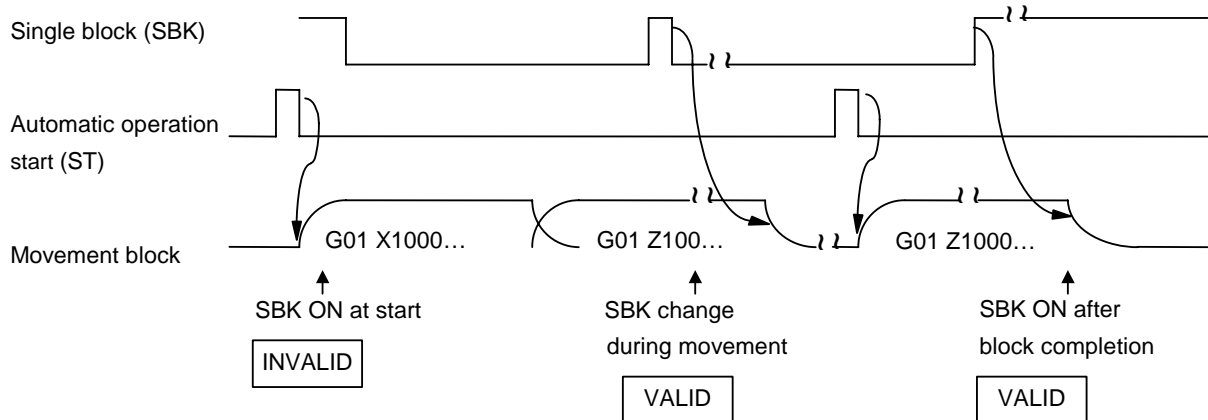 Single block (SBK)
Automatic operation
start (ST)
Movement block
G01 X1000…
G01 Z100…
G01 Z1000…
SBK ON at start
INVALID
SBK change
during movement
VALID
SBK ON after
block completion
VALID